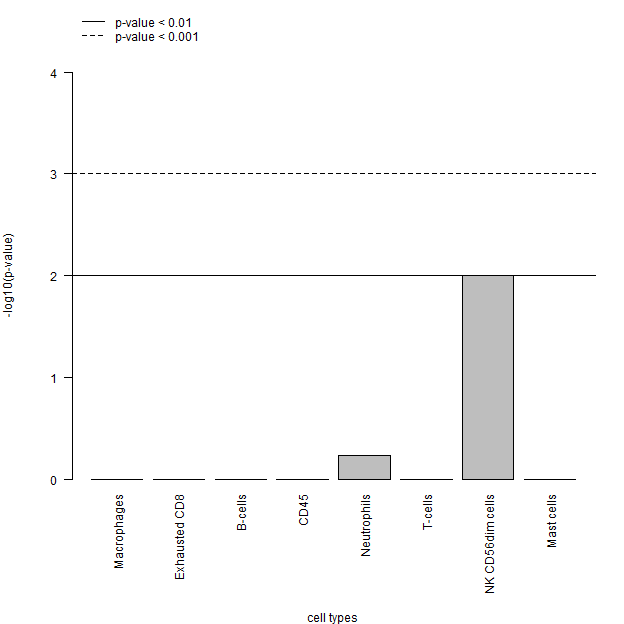 p-value < 0.01
p-value < 0.001
4
3
2
1
0
-log10(p-value)
Macrophages
Exhausted CD8
B-cells
CD45
Neutrophils
T-cells
NK CD56dim cells
Mast cells
cell types